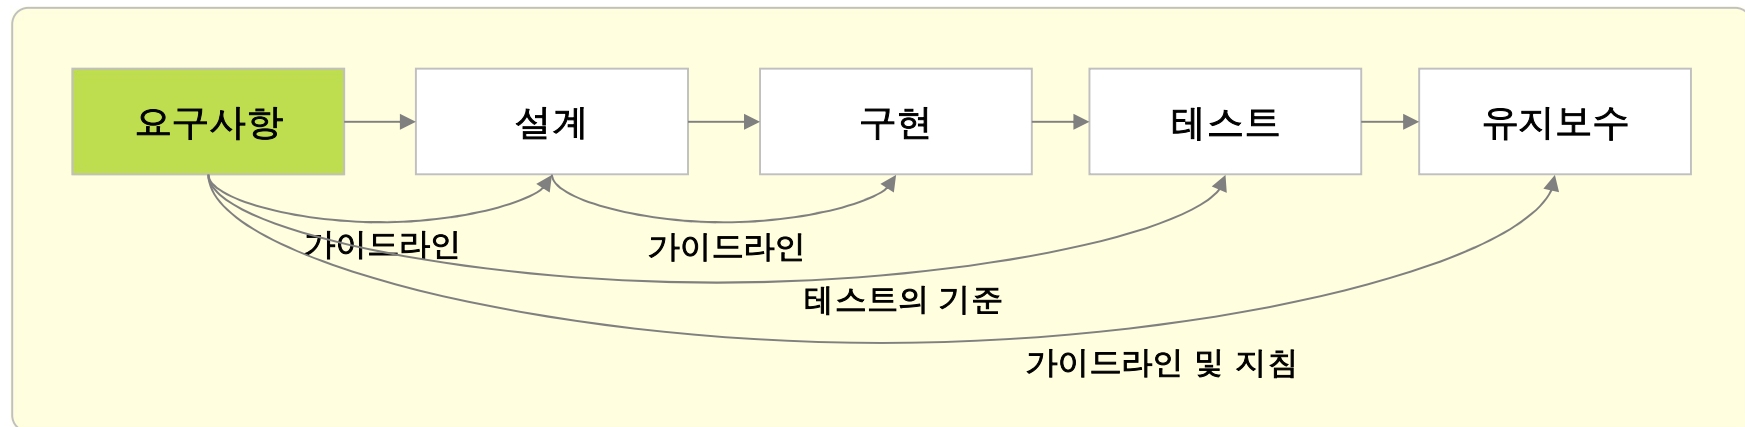 요구사항
설계
구현
테스트
유지보수
가이드라인
가이드라인
테스트의 기준
가이드라인 및 지침